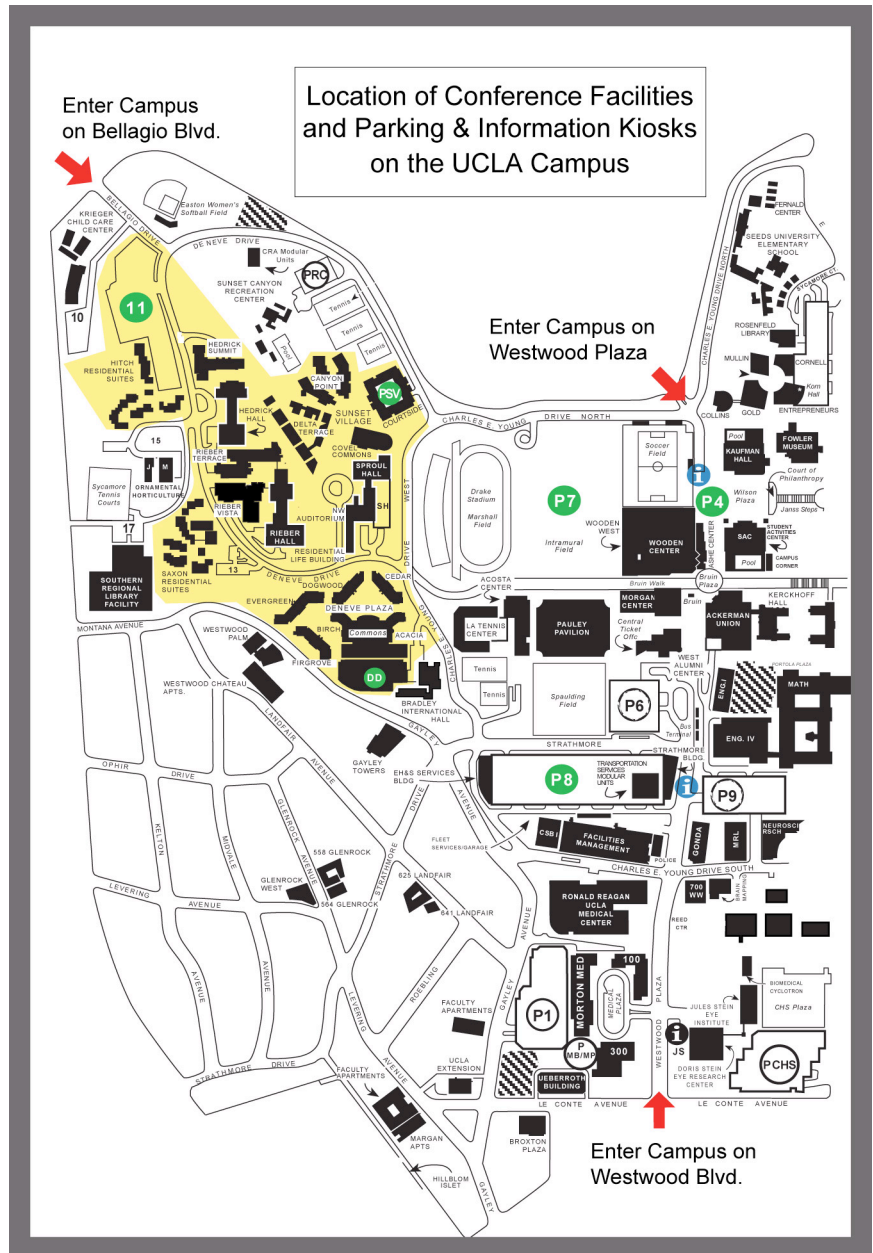 Location of Conference Facilities
and Parking & Information Kiosks
on the UCLA Campus
Enter Campus
on Bellagio Blvd.
Enter Campus on
Westwood Plaza
BELLAGIO DRIVE
Easton Women's
Softball Field
KRIEGER
CHILD CARE
CENTER
DE NEVE DRIVE
CRA Modular
Units
PRC
SUNSET CANYON
RECREATION
CENTER
Tennis
Tennis
Tennis
Pool
10
11
HITCH
RESIDENTIAL
SUITES
HEDRICK
SUMMIT
HEDRICK
HALL
CANYON
POINT
DELTA
TERRACE
PSV
COURTSIDE
SUNSET
VILLAGE
COVEL
COMMONS
SPROUL
HALL
SH
RIEBER
TERRACE
RIEBER
VISTA
RIEBER
HALL
NW
AUDITORIUM
RESIDENTIAL
LIFE BUILDING
15
J
M
Sycamore
Tennis
Courts
ORNAMENTAL
HORTICULTURE
17
SOUTHERN
REGIONAL
LIBRARY
FACILITY
SAXON
RESIDENTIAL
SUITES
13
DENEVE DRIVE
DOGWOOD
CEDAR
EVERGREEN
DENEVE PLAZA
BIRCH
Commons
ACACIA
FIRGROVE
DD
BRADLEY
INTERNATIONAL
HALL
CHARLES E. YOUNG
DRIVE
WEST
FERNALD
CENTER
E
SEEDS UNIVERSITY
ELEMENTARY
SCHOOL
SYCAMORE CT.
CHARLES E. YOUNG DRIVE NORTH
ROSENFELD
LIBRARY
MULLIN
CORNELL
Korn
Hall
COLLINS
GOLD
ENTREPRENEURS
CHARLES E. YOUNG
DRIVE NORTH
Drake
Stadium
Marshall
Field
P7
Intramural
Field
Soccer
Field
i
P4
Pool
KAUFMAN
HALL
FOWLER
MUSEUM
Court of
Philanthropy
Wilson
Plaza
Janss Steps
WOODEN
WEST
WOODEN
CENTER
ASHE CENTER
SAC
STUDENT
ACTIVITIES
CENTER
Pool
CAMPUS
CORNER
Bruin Walk
Bruin
Plaza
ACOSTA
CENTER
LA TENNIS
CENTER
PAULEY
PAVILION
MORGAN
CENTER
Bruin
Central
Ticket
Offc
ACKERMAN
UNION
KERCKHOFF
HALL
WEST
ALUMNI
CENTER
PORTOLA PLAZA
Tennis
Tennis
Spaulding
Field
P6
ENG.I
MATH
ENG. IV
Bus
Terminal
STRATHMORE
STRATHMORE
BLDG
EH&S SERVICES
BLDG
P8
TRANSPORTATION
SERVICES
MODULAR
UNITS
i
P9
MONTANA AVENUE
WESTWOOD
PALM
WESTWOOD CHATEAU
APTS.
LANDFAIR
AVENUE
GAYLEY
AVENUE
GAYLEY
TOWERS
OPHIR
DRIVE
KELTON
AVENUE
MIDVALE
AVENUE
GLENROCK
AVENUE
STRATHMORE
DRIVE
LEVERING
AVENUE
GLENROCK
WEST
558 GLENROCK
564 GLENROCK
625 LANDFAIR
641 LANDFAIR
FLEET
SERVICES/GARAGE
CSB I
FACILITIES
MANAGEMENT
POLICE
GONDA
MRL
NEUROSCI
RSCH
CHARLES E. YOUNG DRIVE SOUTH
700
WW
BRAIN
MAPPING
REED
CTR
RONALD REAGAN
UCLA
MEDICAL
CENTER
ROEBLING
LEVERING
AVENUE
GAYLEY
AVENUE
P1
MORTON MED
100
MEDICAL
PLAZA
WESTWOOD
PLAZA
BIOMEDICAL
CYCLOTRON
JULES STEIN
EYE
INSTITUTE
CHS Plaza
i
JS
DORIS STEIN
EYE RESEARCH
CENTER
PCHS
P
MB/MP
300
UEBERROTH
BUILDING
FACULTY
APARTMENTS
UCLA
EXTENSION
STRATHMORE DRIVE
FACULTY
APARTMENTS
MARGAN
APTS
HILLBLOM
ISLET
BROXTON
PLAZA
GAYLEY
LE CONTE AVENUE
LE CONTE AVENUE
Enter Campus on
Westwood Blvd.